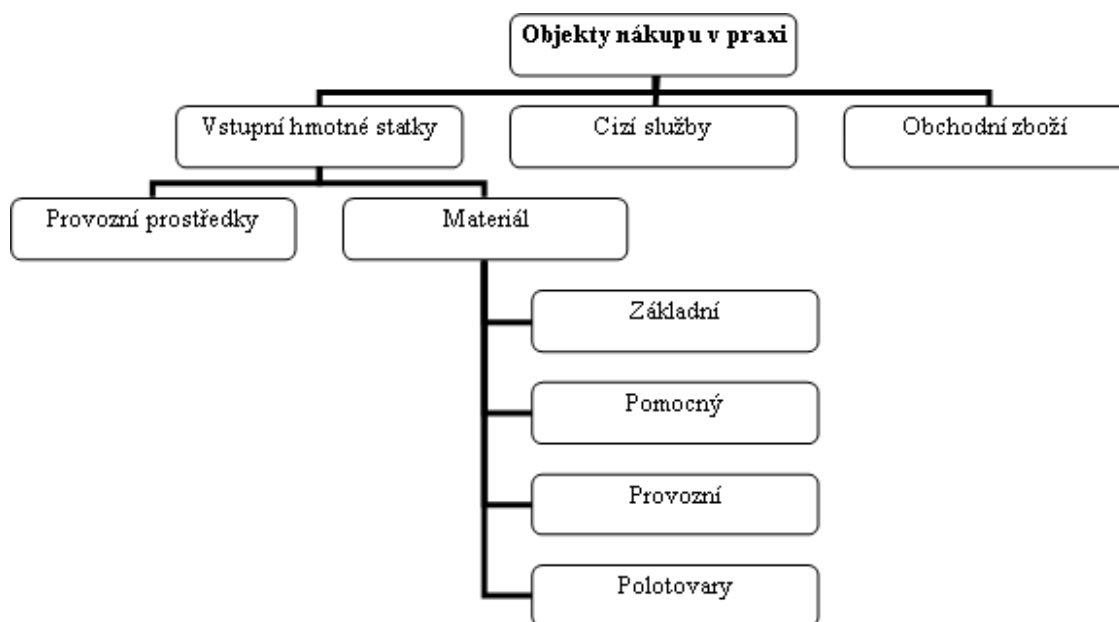 Objekty nákupu v praxi
Vstupní hmotné statky
Cizí služby
Obchodní zboží
Provozní prostředky
Materiál
Základní
Pomocný
Provozní
Polotovary